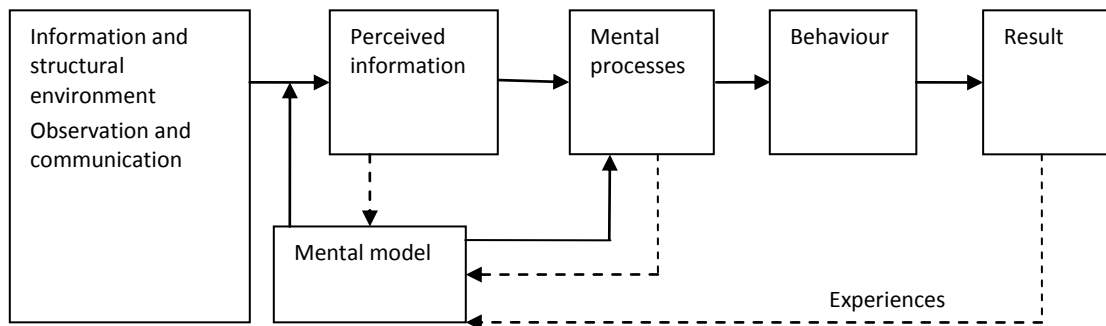 Information and
structural
environment
Observation and
communication
Perceived
information
Mental
processes
Behaviour
Result
Mental model
Experiences